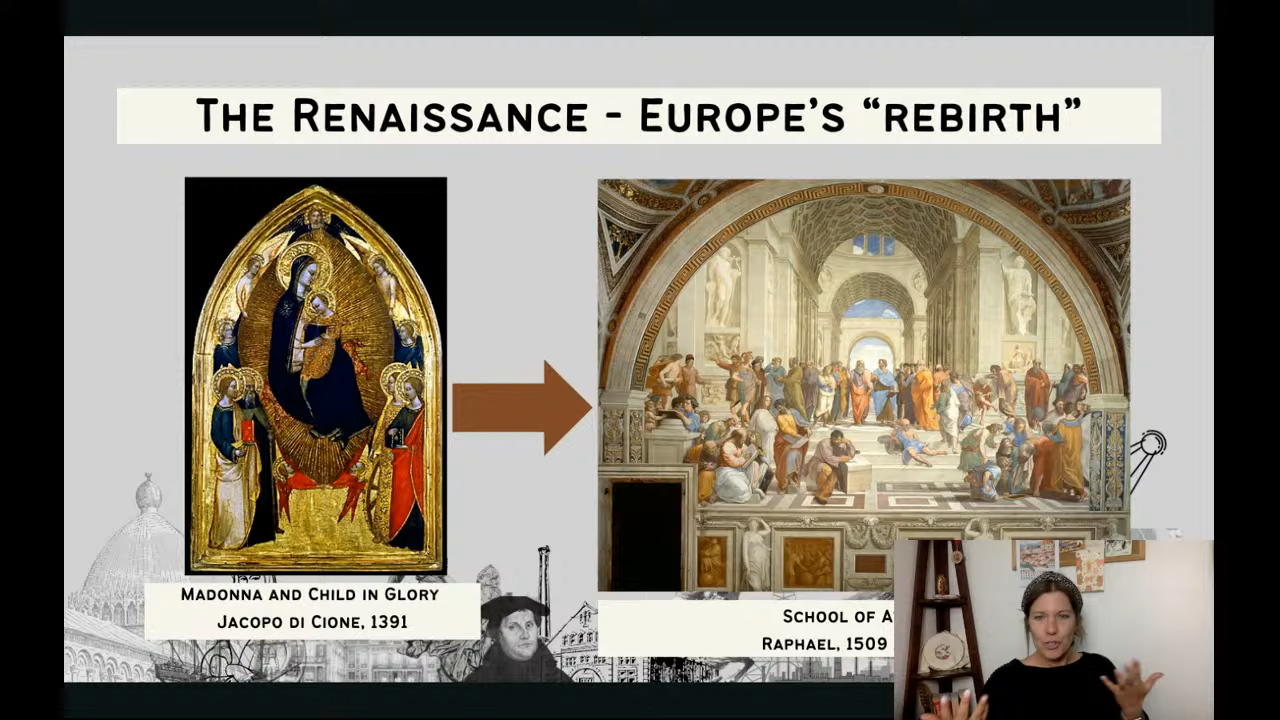 The Renaissance - Europe's “rebirth”
Madonna and Child in Glory
Jacopo di Cione, 1391
School of
Raphael, 1509